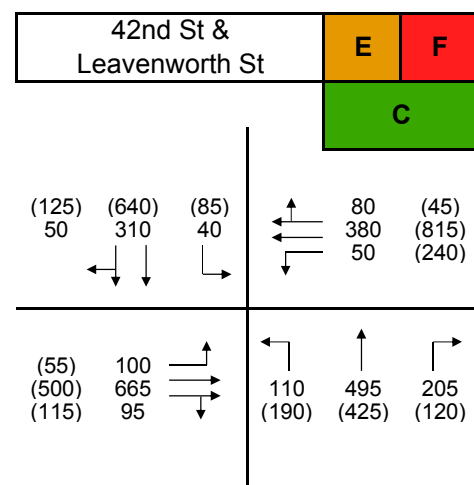 42nd St &
Leavenworth St
E F
C
(125) (640) (85)
50 310 40
80 (45)
380 (815)
50 (240)
(55) 100
(500) 665
(115) 95
110 495 205
(190) (425) (120)